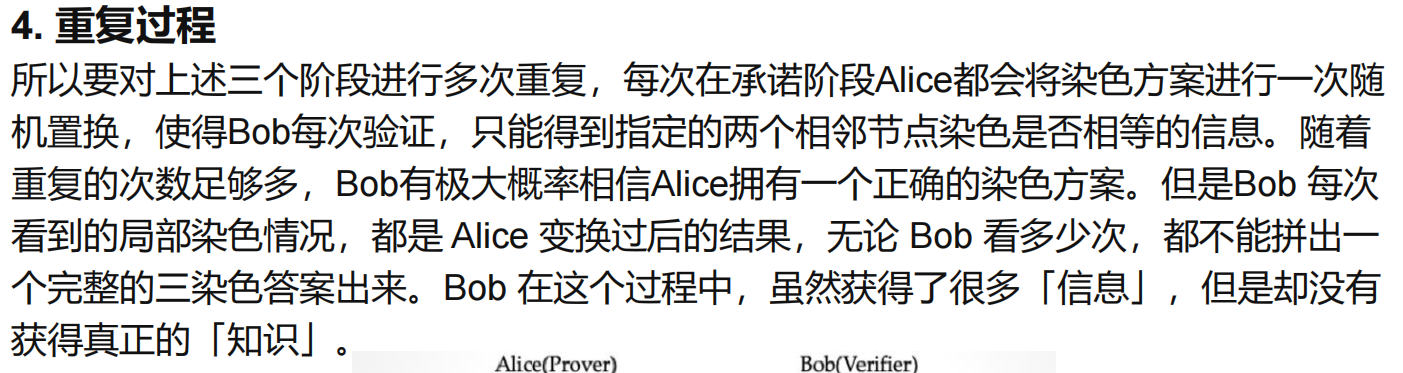 4. 重复过程
所以要对上述三个阶段进行多次重复，每次在承诺阶段Alice都会将染色方案进行一次随
机置换，使得Bob每次验证，只能得到指定的两个相邻节点染色是否相等的信息。随着
重复的次数足够多，Bob有极大概率相信Alice拥有一个正确的染色方案。但是Bob 每次
看到的局部染色情况，都是 Alice 变换过后的结果，无论 Bob 看多少次，都不能拼出一
个完整的三染色答案出来。Bob 在这个过程中，虽然获得了很多「信息」，但是却没有
获得真正的「知识」。
Alice(Prover) Bob(Verifier)